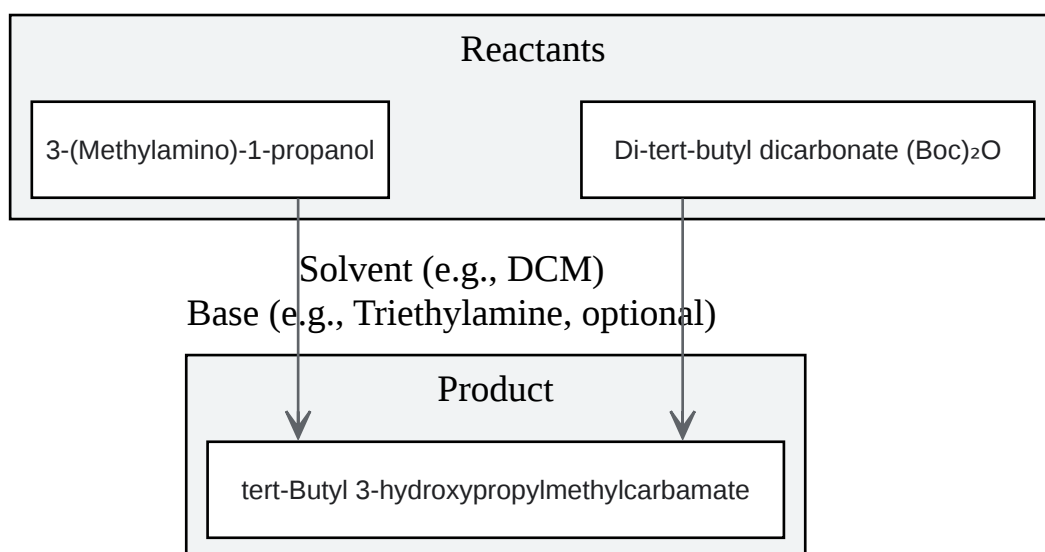 Reactants
3-(Methylamino)-1-propanol
Di-tert-butyl dicarbonate (Boc)₂O
Solvent (e.g., DCM)
Base (e.g., Triethylamine, optional)
Product
tert-Butyl 3-hydroxypropylmethylcarbamate